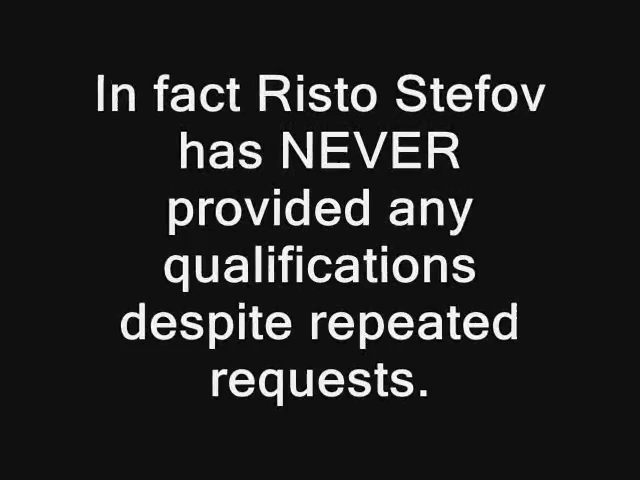 In fact Risto Stefov
has NEVER
provided any
qualifications
despite repeated
requests.